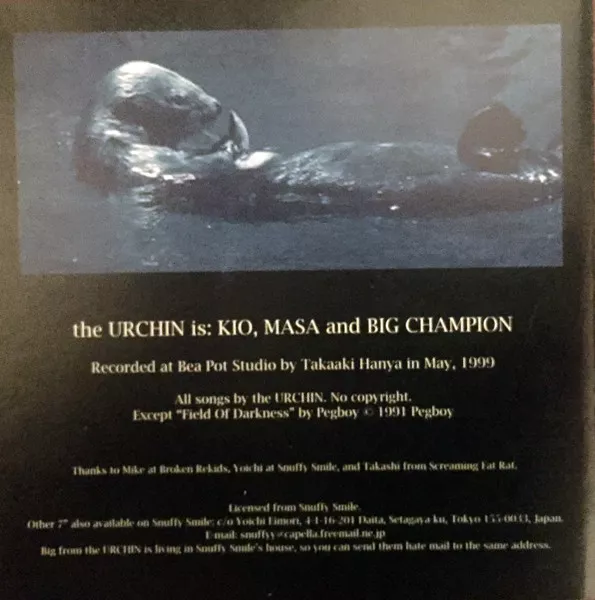 the URCHIN is: KIO, MASA and BIG CHAMPION
Recorded at Bea Pot Studio by Takaaki Hanya in May, 1999
All songs by the URCHIN. No copyright.
Except "Field Of Darkness" by Pegboy © 1991 Pegboy
Thanks to Mike at Broken Rekids, Yoichi at Snuffy Smile, and Takashi from Screaming Fat Rat.
Licensed from Snuffy Smile.
Other 7" also available on Snuffy Smile: c/o Yoichi Eimori, 4-1-16-201 Daita, Setagaya ku, Tokyo 155-0033, Japan.
E-mail: snuffyy@capella.freemail.ne.jp
Big from the URCHIN is living in Snuffy Smile's house, so you can send them hate mail to the same address.